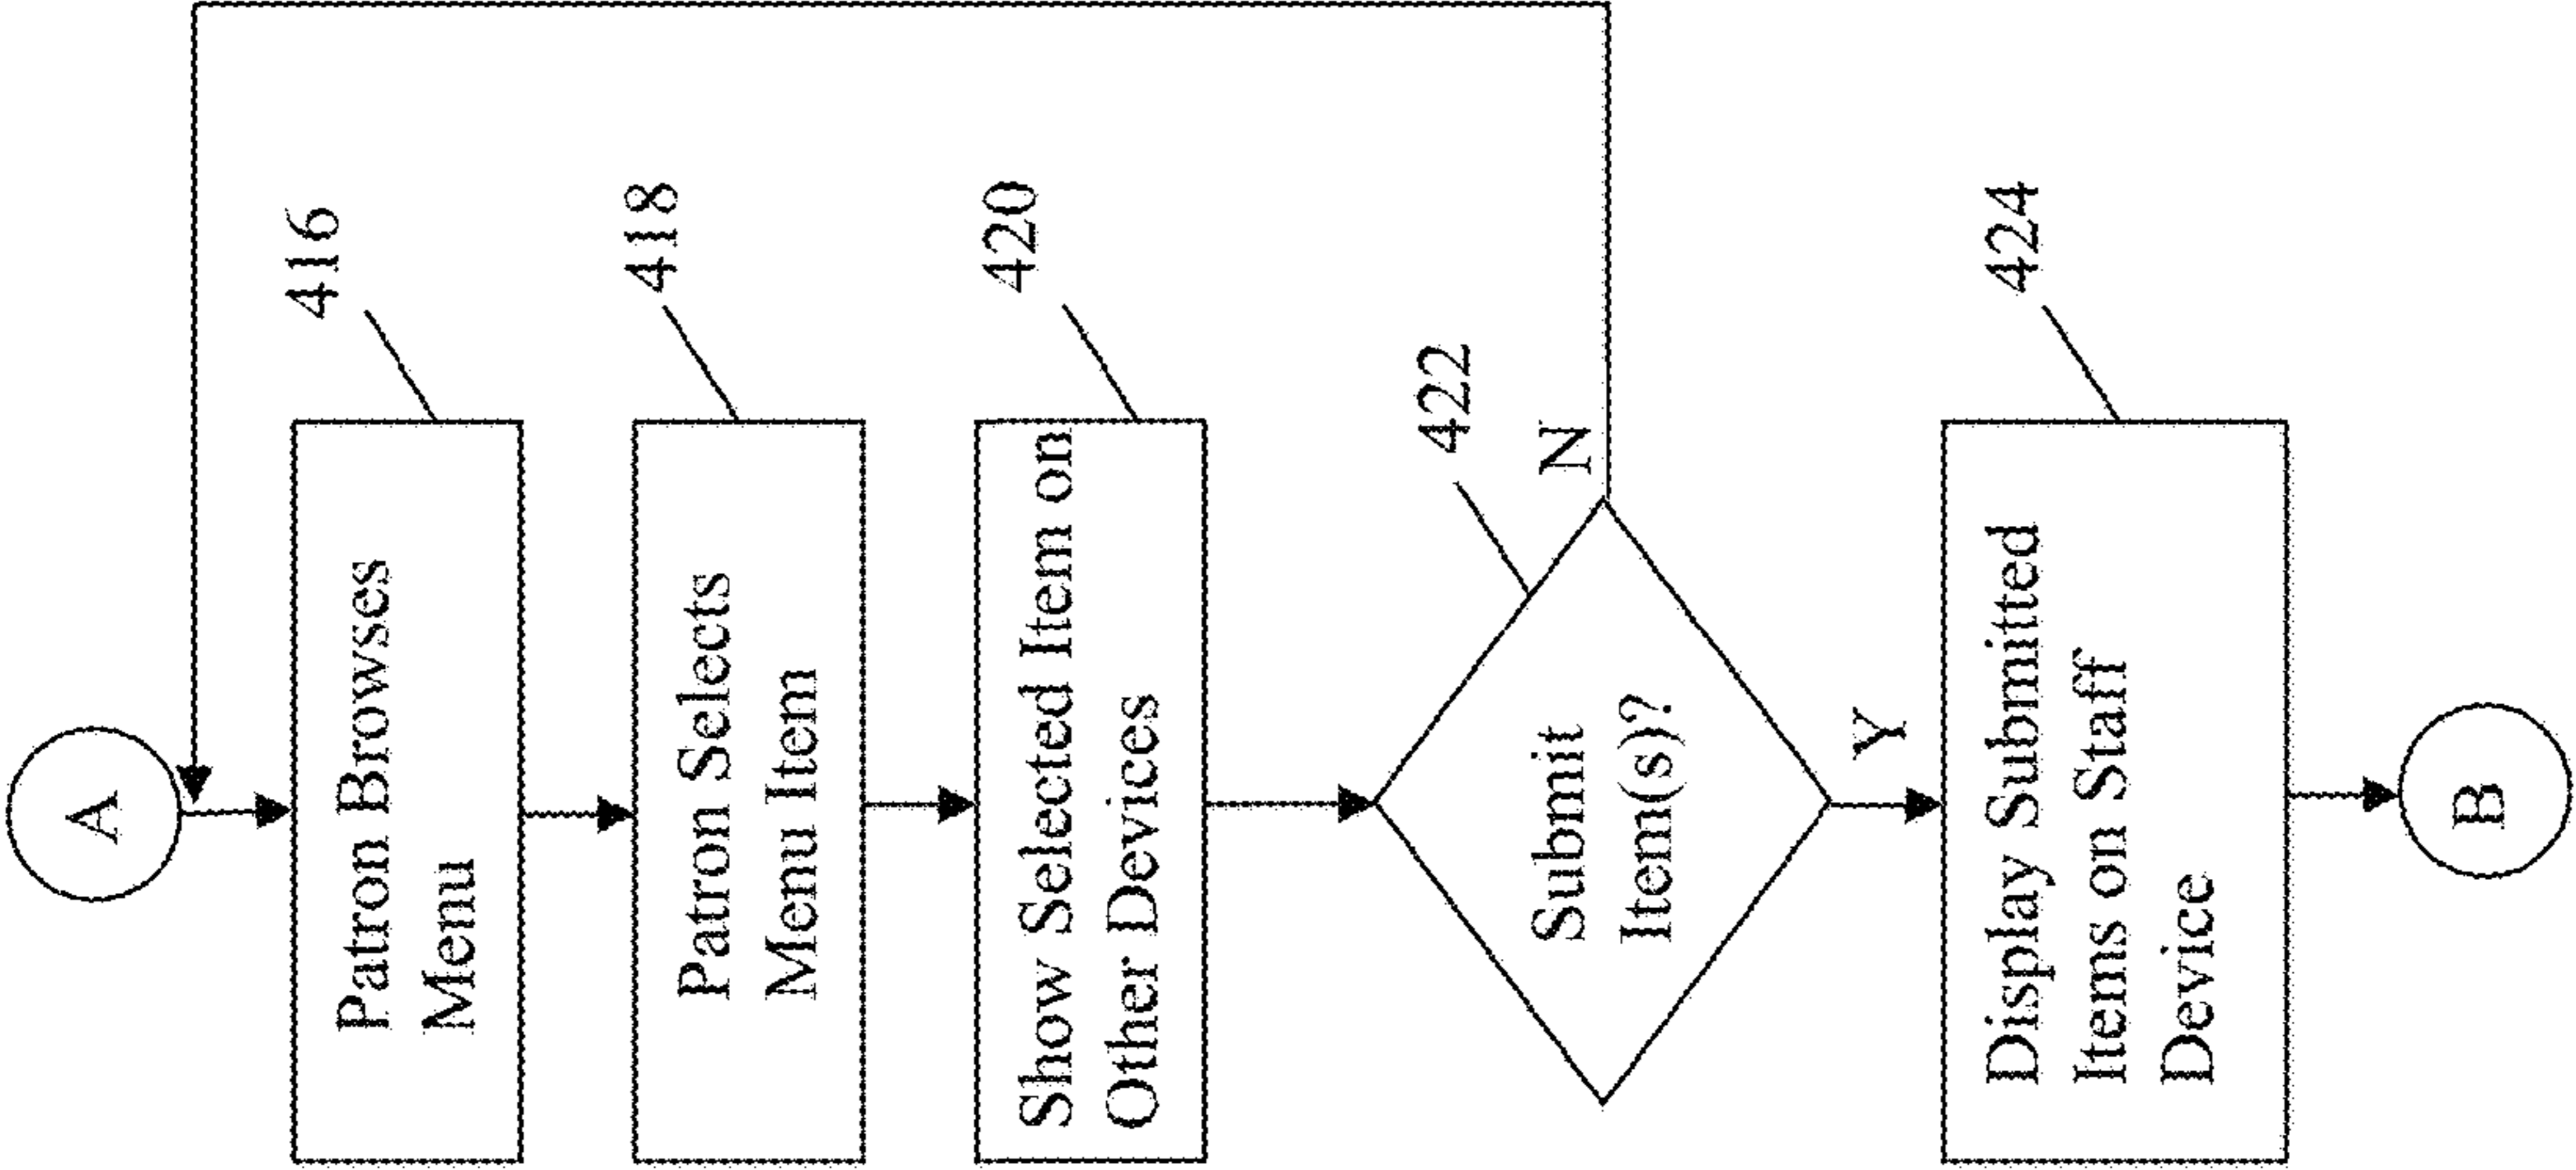 A
Patron Browses
Menu
416
Patron Selects
Menu Item
418
Show Selected Item on
Other Devices
420
Submit
Item(s)?
422
N
Y
Display Submitted
Items on Staff
Device
424
B